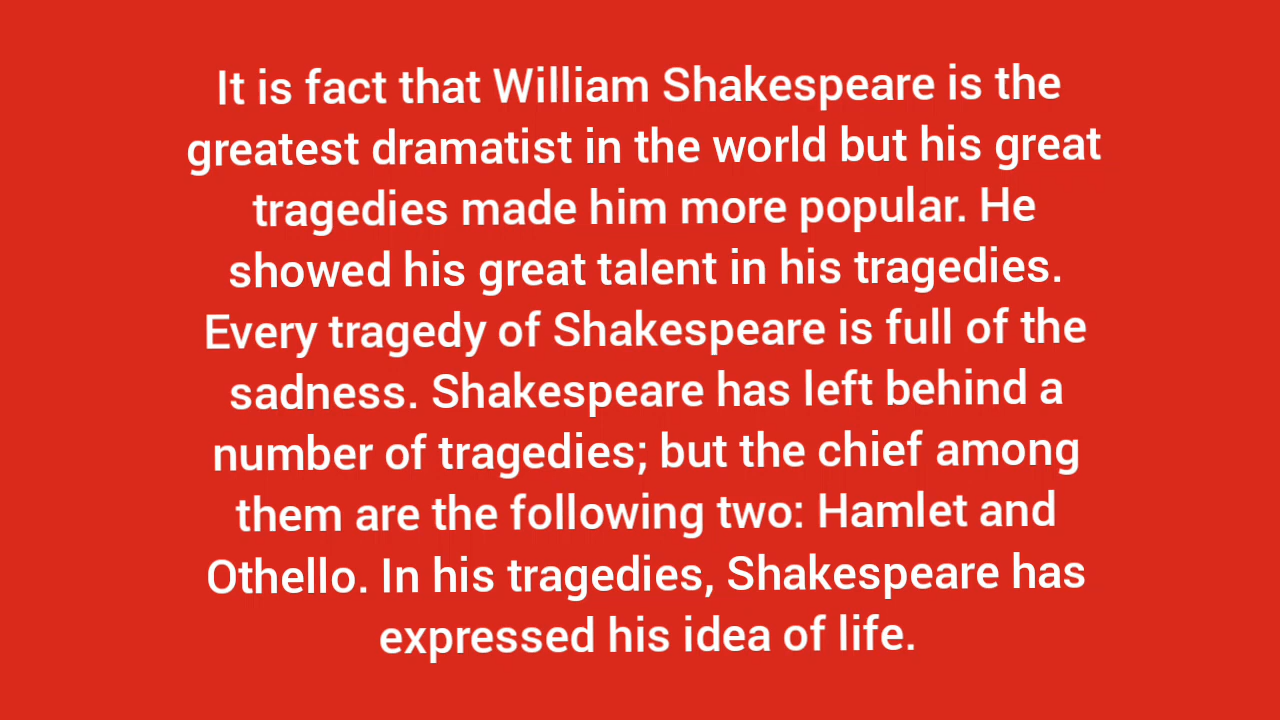 It is fact that William Shakespeare is the
greatest dramatist in the world but his great
tragedies made him more popular. He
showed his great talent in his tragedies.
Every tragedy of Shakespeare is full of the
sadness. Shakespeare has left behind a
number of tragedies; but the chief among
them are the following two: Hamlet and
Othello. In his tragedies, Shakespeare has
expressed his idea of life.